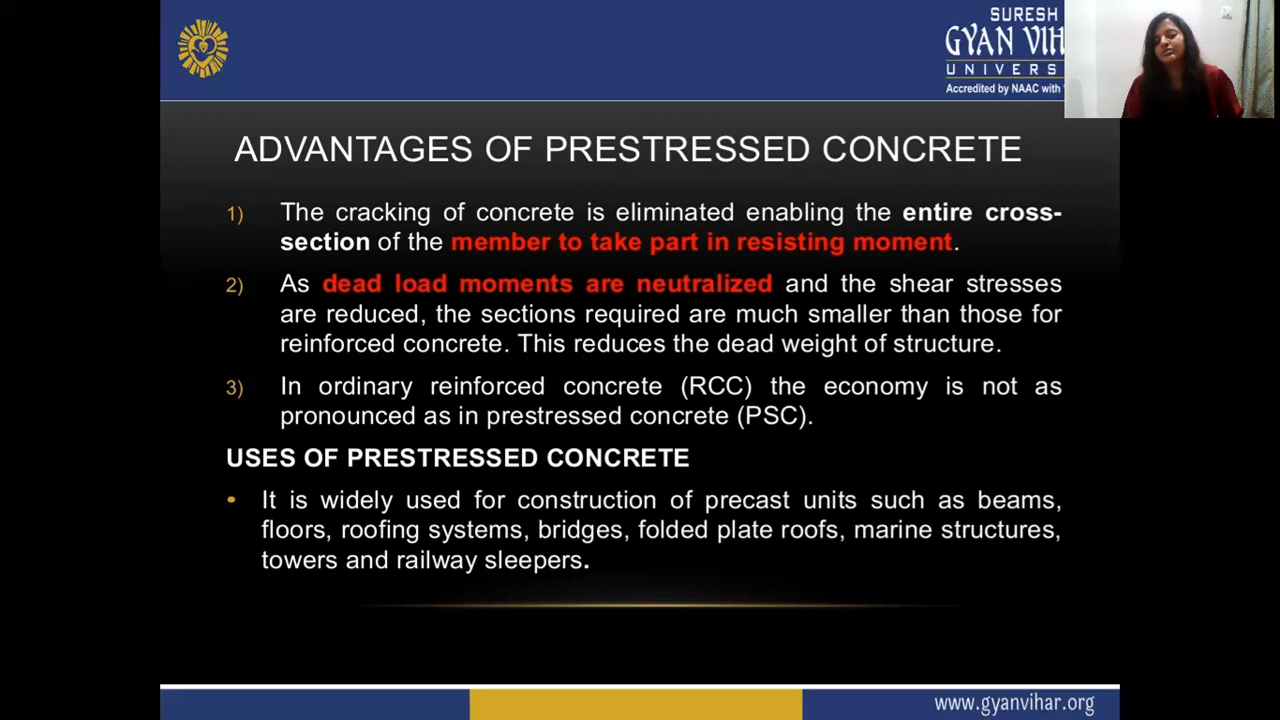 SURESH
GYAN VIH
UNIVERS
Accredited by NAAC with
ADVANTAGES OF PRESTRESSED CONCRETE
1) The cracking of concrete is eliminated enabling the entire cross-
section of the member to take part in resisting moment.
2) As dead load moments are neutralized and the shear stresses
are reduced, the sections required are much smaller than those for
reinforced concrete. This reduces the dead weight of structure.
3) In ordinary reinforced concrete (RCC) the economy is not as
pronounced as in prestressed concrete (PSC).
USES OF PRESTRESSED CONCRETE
• It is widely used for construction of precast units such as beams,
floors, roofing systems, bridges, folded plate roofs, marine structures,
towers and railway sleepers.
www.gyanvihar.org